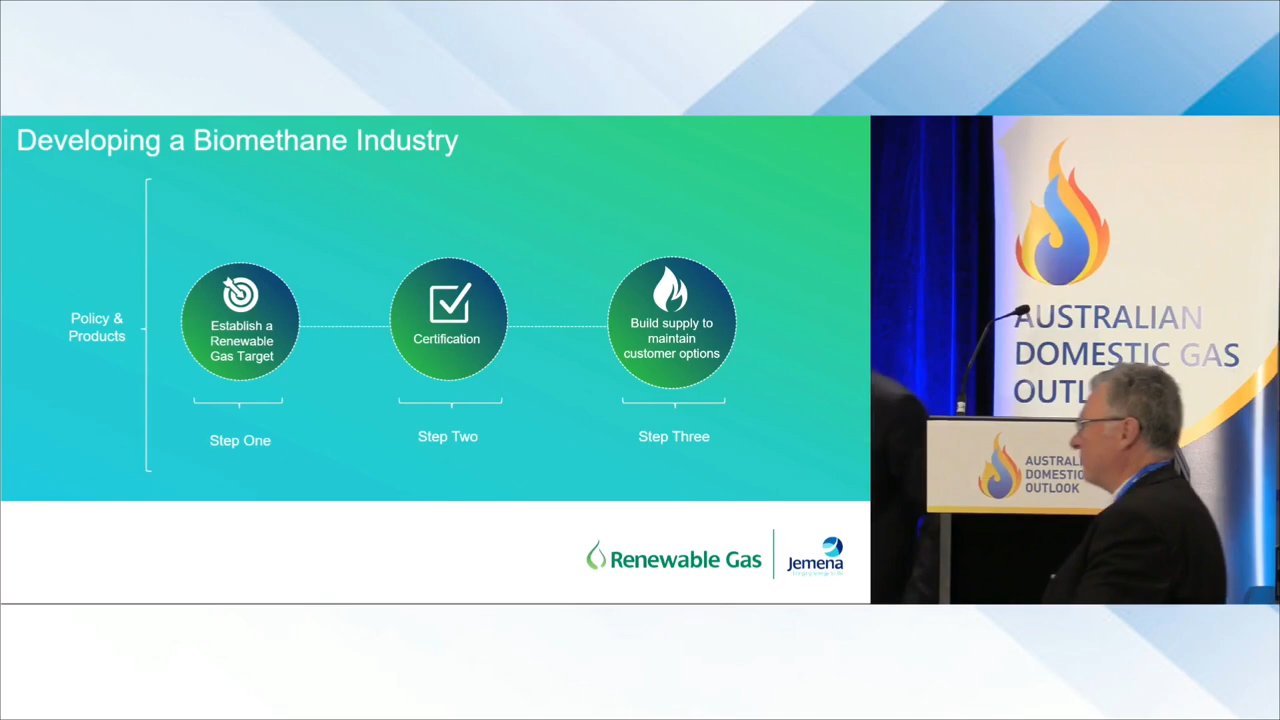 Developing a Biomethane Industry
Policy &
Products
Establish a
Renewable
Gas Target
Certification
Build supply to
maintain
customer options
Step One
Step Two
Step Three
Renewable Gas
Jemena
AUSTRALIAN
DOMESTIC GAS
OUTL
AUSTRALI
DOMESTIC
OUTLOOK